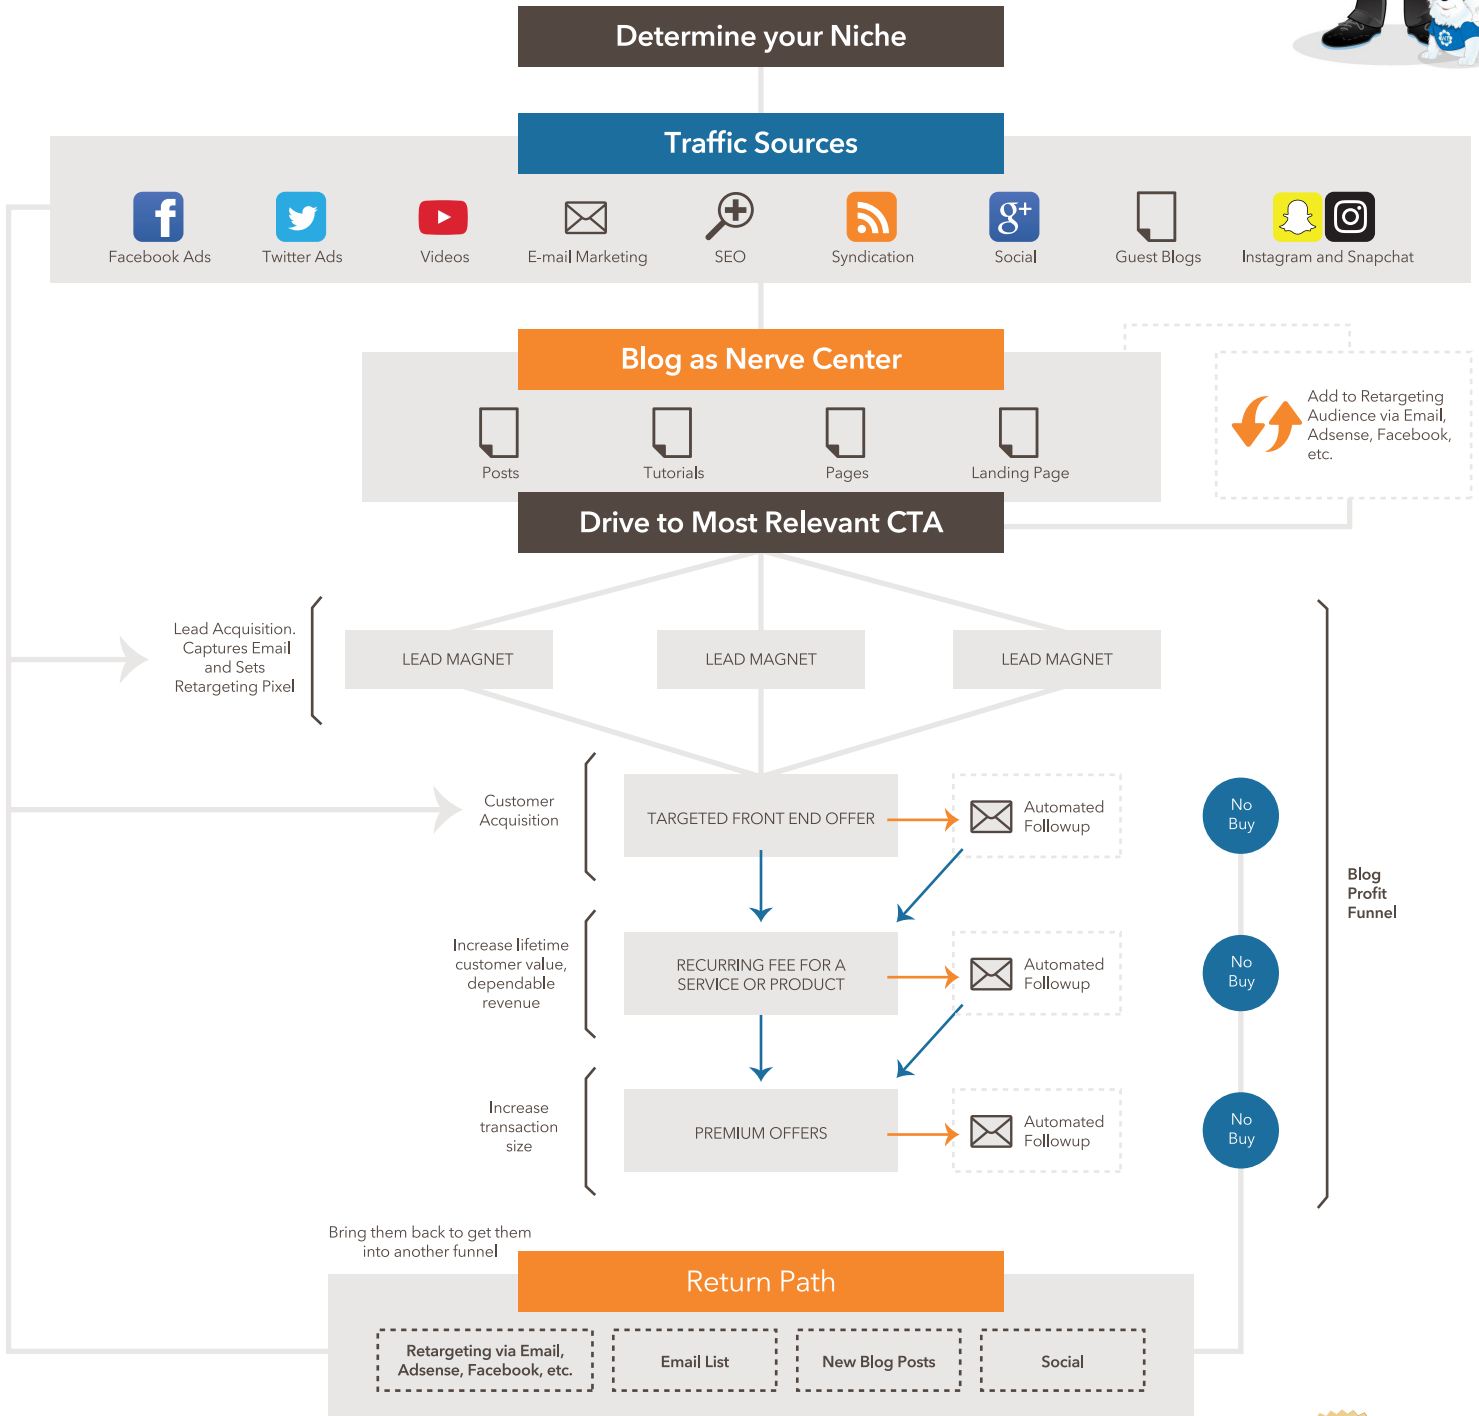 Determine your Niche
Traffic Sources
Facebook Ads
Twitter Ads
Videos
E-mail Marketing
SEO
Syndication
Social
Guest Blogs
Instagram and Snapchat
Blog as Nerve Center
Posts
Tutorials
Pages
Landing Page
Add to Retargeting
Audience via Email,
Adsense, Facebook,
etc.
Drive to Most Relevant CTA
Lead Acquisition.
Captures Email
and Sets
Retargeting Pixel
LEAD MAGNET
LEAD MAGNET
LEAD MAGNET
Customer
Acquisition
TARGETED FRONT END OFFER
Automated
Followup
No
Buy
Blog
Profit
Funnel
Increase lifetime
customer value,
dependable
revenue
RECURRING FEE FOR A
SERVICE OR PRODUCT
Automated
Followup
No
Buy
Increase
transaction
size
PREMIUM OFFERS
Automated
Followup
No
Buy
Bring them back to get them
into another funnel
Return Path
Retargeting via Email,
Adsense, Facebook, etc.
Email List
New Blog Posts
Social